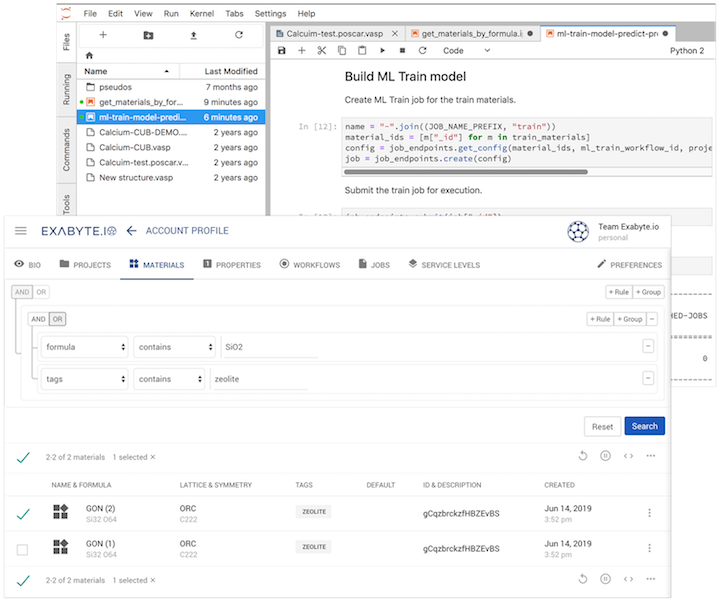 File Edit View Run Kernel Tabs Settings Help
Files
Running
Commands
Tools
Name Last Modified
pseudos 7 months ago
get_materials_by_for... 9 minutes ago
ml-train-model-predi... 6 minutes ago
Calcium-CUB-DEMO.... 2 years ago
Calcium-CUB.vasp 2 years ago
Calcuim-test.poscar.v... 2 years ago
New structure.vasp 2 years ago
Calcuim-test.poscar.vasp
get_materials_by_formula.i
ml-train-model-predict-pr
Code Python 2
Build ML Train model
Create ML Train job for the train materials.
In [12]:
name = "-".join((JOB_NAME_PREFIX, "train"))
material_ids = [m["_id"] for m in train_materials]
config = job_endpoints.get_config(material_ids, ml_train_workflow_id, proje
job = job_endpoints.create(config)
Submit the train job for execution.
HED-JOBS
0
EXABYTE.IO ACCOUNT PROFILE
Team Exabyte.io
personal
BIO PROJECTS MATERIALS PROPERTIES WORKFLOWS JOBS SERVICE LEVELS PREFERENCES
AND OR + Rule + Group
AND OR + Rule + Group −
formula contains SiO2 −
tags contains zeolite −
Reset Search
2-2 of 2 materials 1 selected ×
NAME & FORMULA LATTICE & SYMMETRY TAGS DEFAULT ID & DESCRIPTION CREATED
GON (2) ORC ZEOLITE gCqzbrckzfHBZEvBS Jun 14, 2019
Si32 O64 C222 3:52 pm
GON (1) ORC ZEOLITE gCqzbrckzfHBZEvBS Jun 14, 2019
Si32 O64 C222 3:52 pm
2-2 of 2 materials 1 selected ×